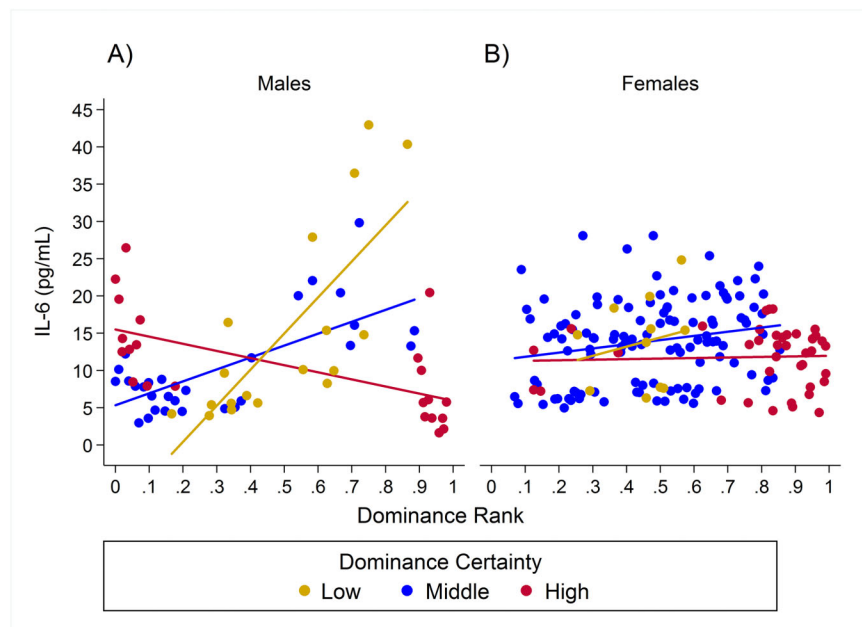 A)
B)
Males
Females
IL-6 (pg/mL)
45
40
35
30
25
20
15
10
5
0
0 .1 .2 .3 .4 .5 .6 .7 .8 .9 1
0 .1 .2 .3 .4 .5 .6 .7 .8 .9 1
Dominance Rank
Dominance Certainty
Low Middle High